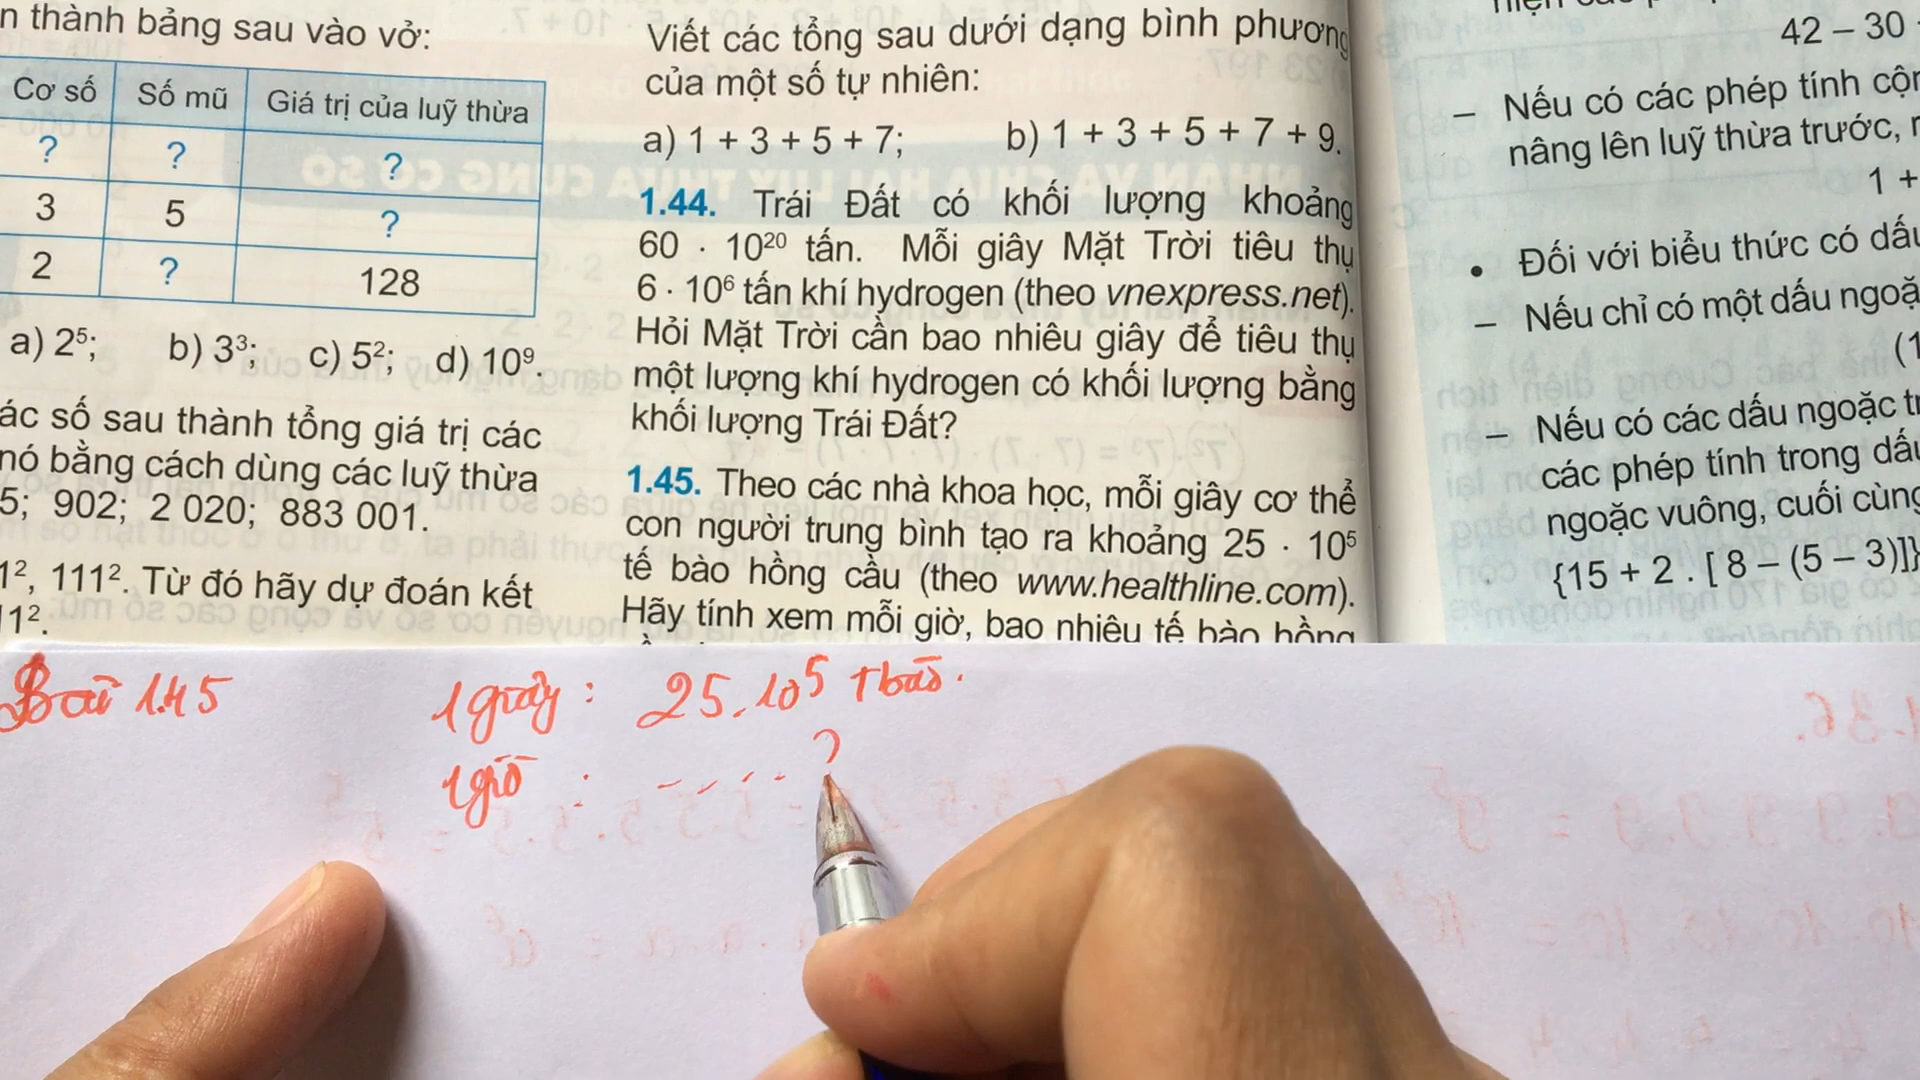 n thành bảng sau vào vở:
Cơ số Số mũ Giá trị của luỹ thừa
? ? ?
3 5 ?
2 ? 128
a) 2⁵; b) 3³; c) 5²; d) 10⁹.
ác số sau thành tổng giá trị các
nó bằng cách dùng các luỹ thừa
5; 902; 2 020; 883 001.
1², 111². Từ đó hãy dự đoán kết
11².
Viết các tổng sau dưới dạng bình phương
của một số tự nhiên:
a) 1 + 3 + 5 + 7; b) 1 + 3 + 5 + 7 + 9.
1.44. Trái Đất có khối lượng khoảng
60 · 10²⁰ tấn. Mỗi giây Mặt Trời tiêu thụ
6 · 10⁶ tấn khí hydrogen (theo vnexpress.net).
Hỏi Mặt Trời cần bao nhiêu giây để tiêu thụ
một lượng khí hydrogen có khối lượng bằng
khối lượng Trái Đất?
1.45. Theo các nhà khoa học, mỗi giây cơ thể
con người trung bình tạo ra khoảng 25 · 10⁵
tế bào hồng cầu (theo www.healthline.com).
Hãy tính xem mỗi giờ, bao nhiêu tế bào hồng
42 – 30
– Nếu có các phép tính cộn
nâng lên luỹ thừa trước, r
1 +
• Đối với biểu thức có dấu
– Nếu chỉ có một dấu ngoặ
(1
– Nếu có các dấu ngoặc tr
các phép tính trong dấu
ngoặc vuông, cuối cùng
{15 + 2 . [ 8 – (5 – 3)]}
Bài 1.45 1 giây : 25.10⁵ tbào.
1 giờ : ..... ?